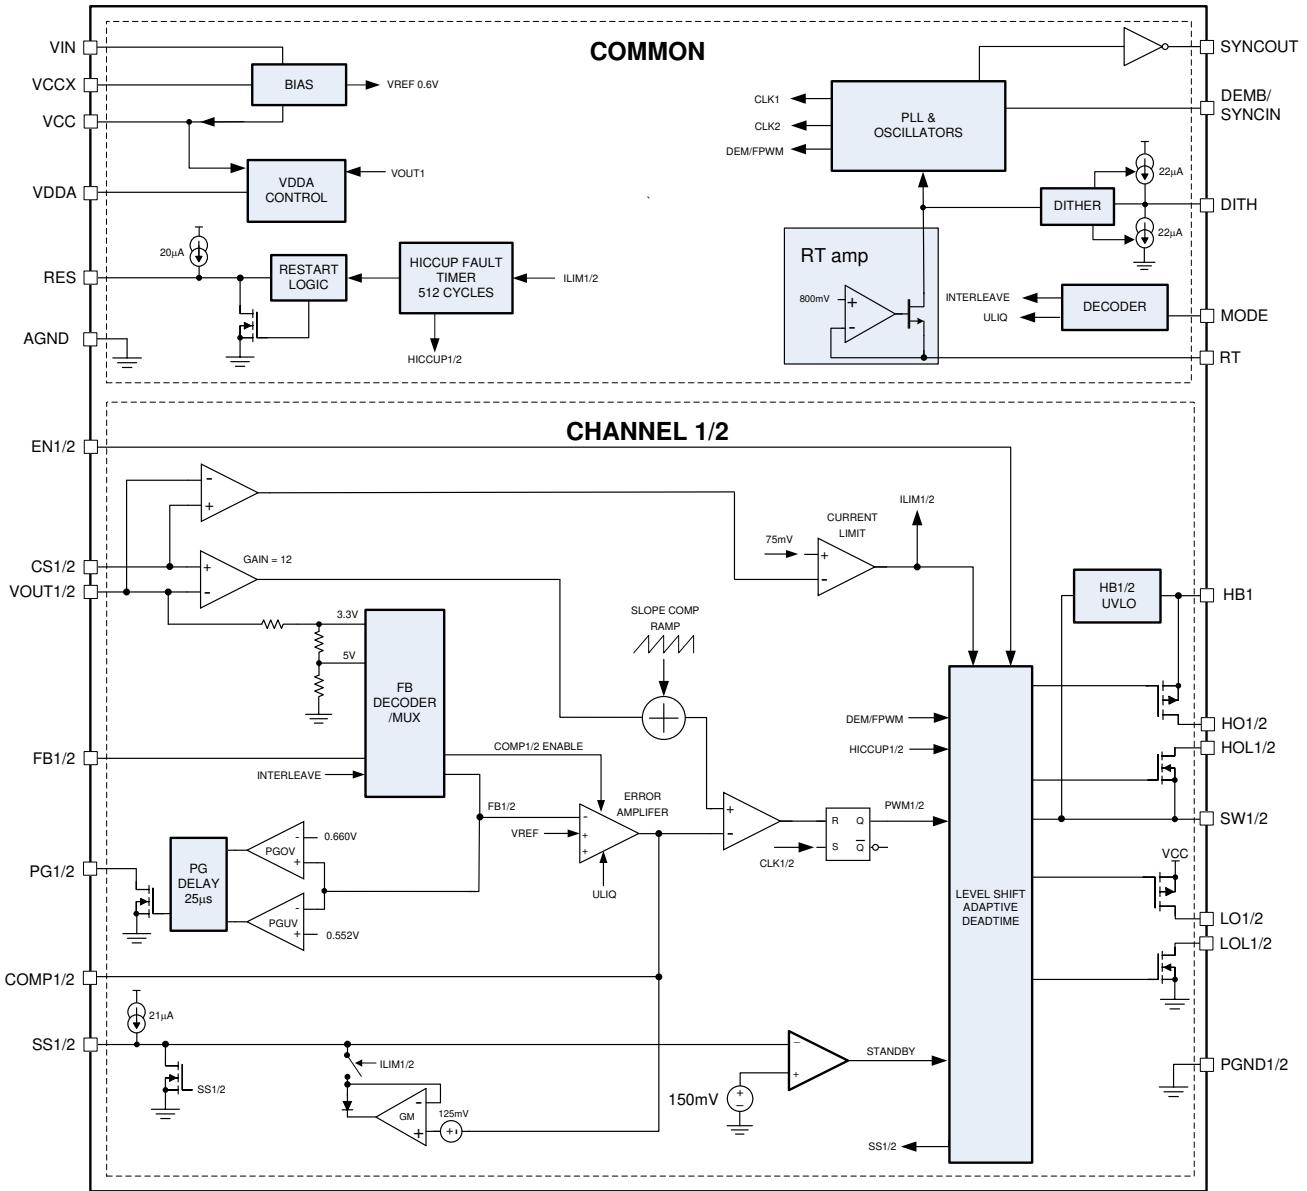 COMMON
VIN
VCCX
VCC
VDDA
RES
AGND
BIAS
VREF 0.6V
VDDA
CONTROL
VOUT1
20µA
RESTART
LOGIC
HICCUP FAULT
TIMER
512 CYCLES
ILIM1/2
HICCUP1/2
CLK1
CLK2
DEM/FPWM
PLL &
OSCILLATORS
SYNCOUT
DEMB/
SYNCIN
22µA
DITHER
DITH
22µA
RT amp
800mV
+
-
INTERLEAVE
ULIQ
DECODER
MODE
RT
CHANNEL 1/2
EN1/2
-
+
CS1/2
VOUT1/2
+
-
GAIN = 12
3.3V
5V
FB
DECODER
/MUX
FB1/2
INTERLEAVE
COMP1/2 ENABLE
FB1/2
VREF
-
+
+
ERROR
AMPLIFER
ULIQ
SLOPE COMP
RAMP
75mV
+
-
CURRENT
LIMIT
ILIM1/2
+
-
R
S
Q
Q
CLK1/2
PWM1/2
DEM/FPWM
HICCUP1/2
LEVEL SHIFT
ADAPTIVE
DEADTIME
HB1/2
UVLO
HB1
HO1/2
HOL1/2
SW1/2
VCC
LO1/2
LOL1/2
PGND1/2
PG1/2
PG
DELAY
25µs
PGOV
-
+
0.660V
PGUV
-
+
0.552V
COMP1/2
21µA
SS1/2
SS1/2
ILIM1/2
GM
-
+
125mV
+
-
150mV
+
-
-
+
STANDBY
SS1/2